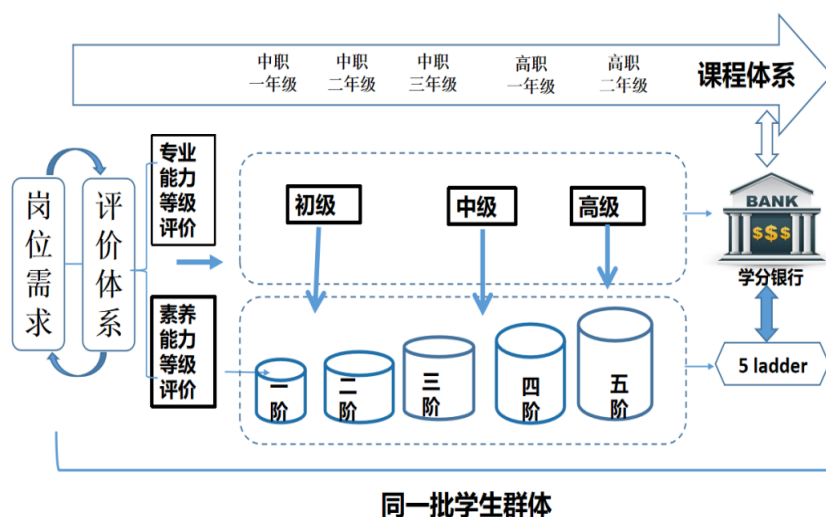 中职
一年级
中职
二年级
中职
三年级
高职
一年级
高职
二年级
课程体系
岗位需求
评价体系
专业
能力
等级
评价
素养
能力
等级
评价
初级
中级
高级
BANK
$$$
学分银行
一
阶
二
阶
三
阶
四
阶
五
阶
5 ladder
同一批学生群体